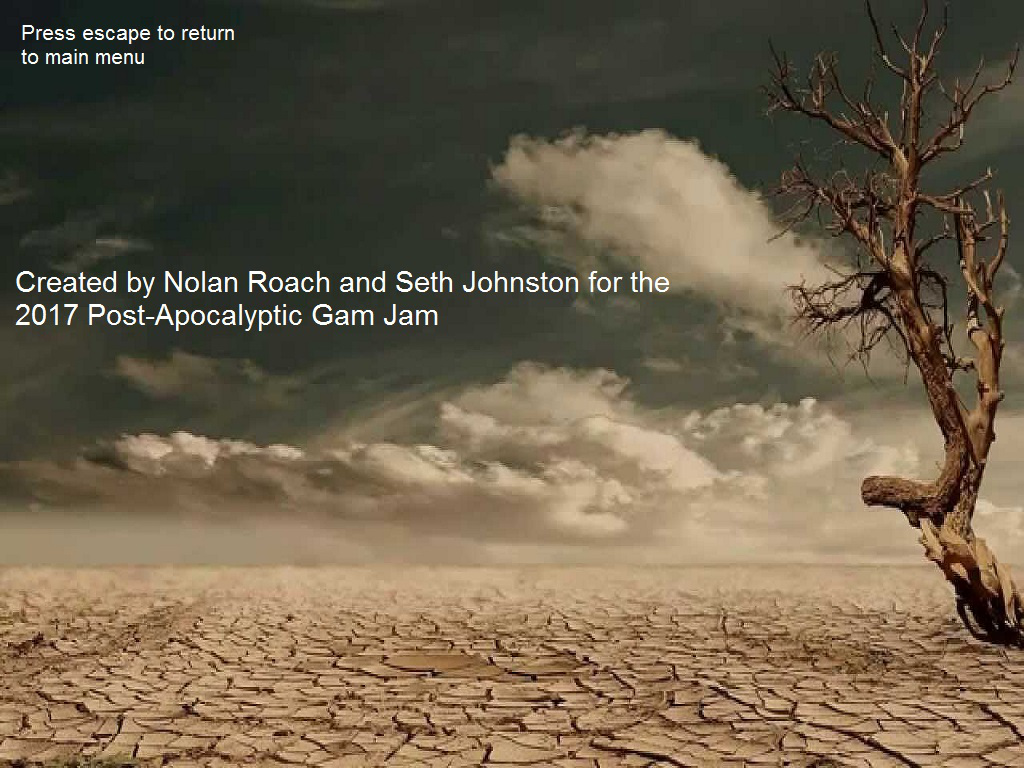 Press escape to return
to main menu
Created by Nolan Roach and Seth Johnston for the
2017 Post-Apocalyptic Gam Jam